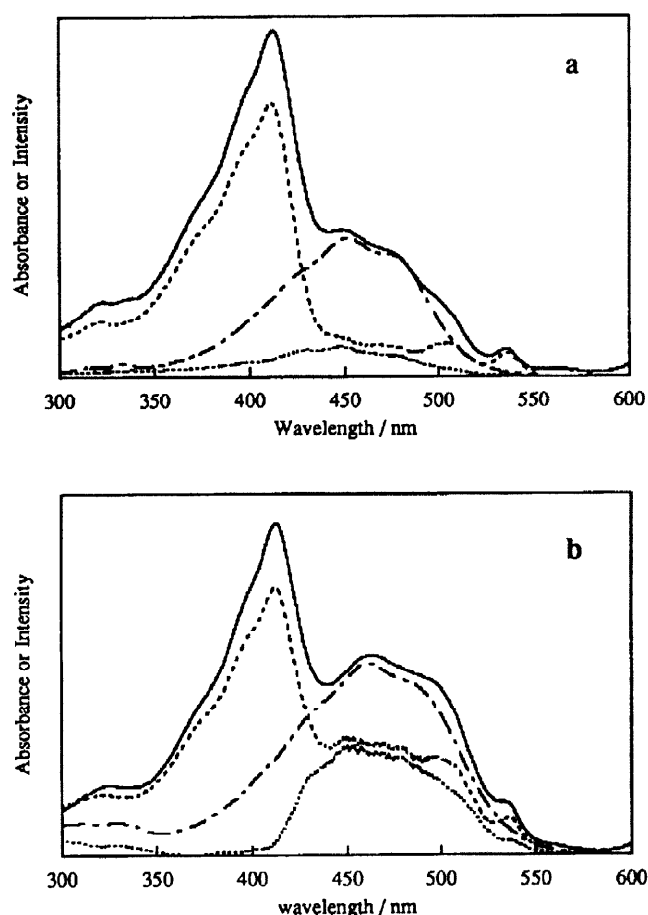 a
Absorbance or Intensity
300 350 400 450 500 550 600
Wavelength / nm
b
Absorbance or Intensity
300 350 400 450 500 550 600
wavelength / nm